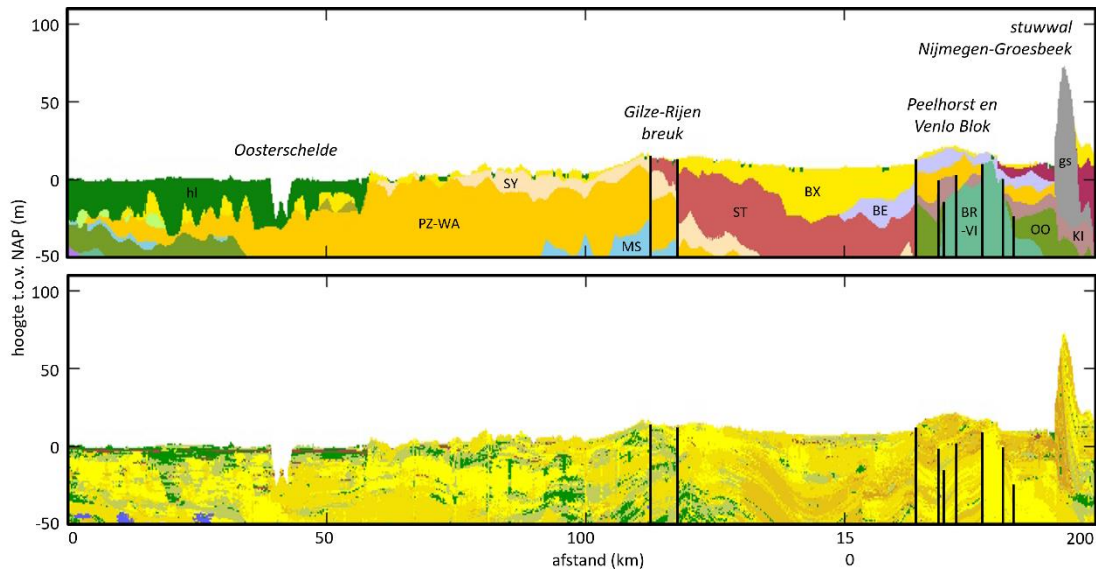 100
stuwwal
Nijmegen-Groesbeek
50
Gilze-Rijen
breuk
Peelhorst en
Venlo Blok
Oosterschelde
0
hl
SY
BX
gs
PZ-WA
ST
BE
BR
-VI
OO
KI
MS
-50
hoogte t.o.v. NAP (m)
100
50
0
-50
0
50
100
15
0
200
afstand (km)